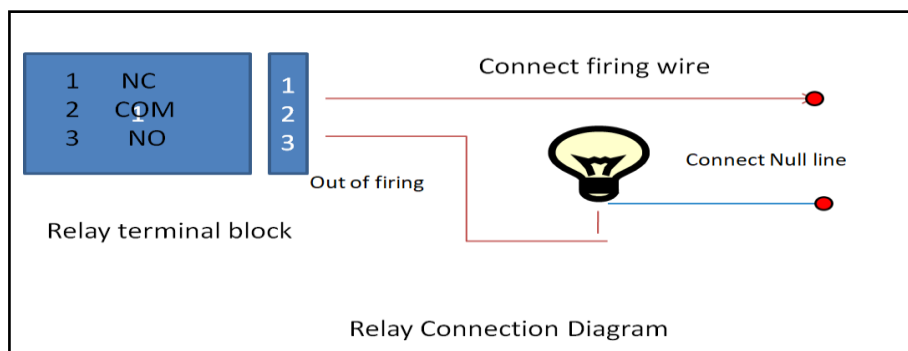 1 NC
2 COM
1
3 NO
1
2
3
Connect firing wire
Out of firing
Connect Null line
Relay terminal block
Relay Connection Diagram